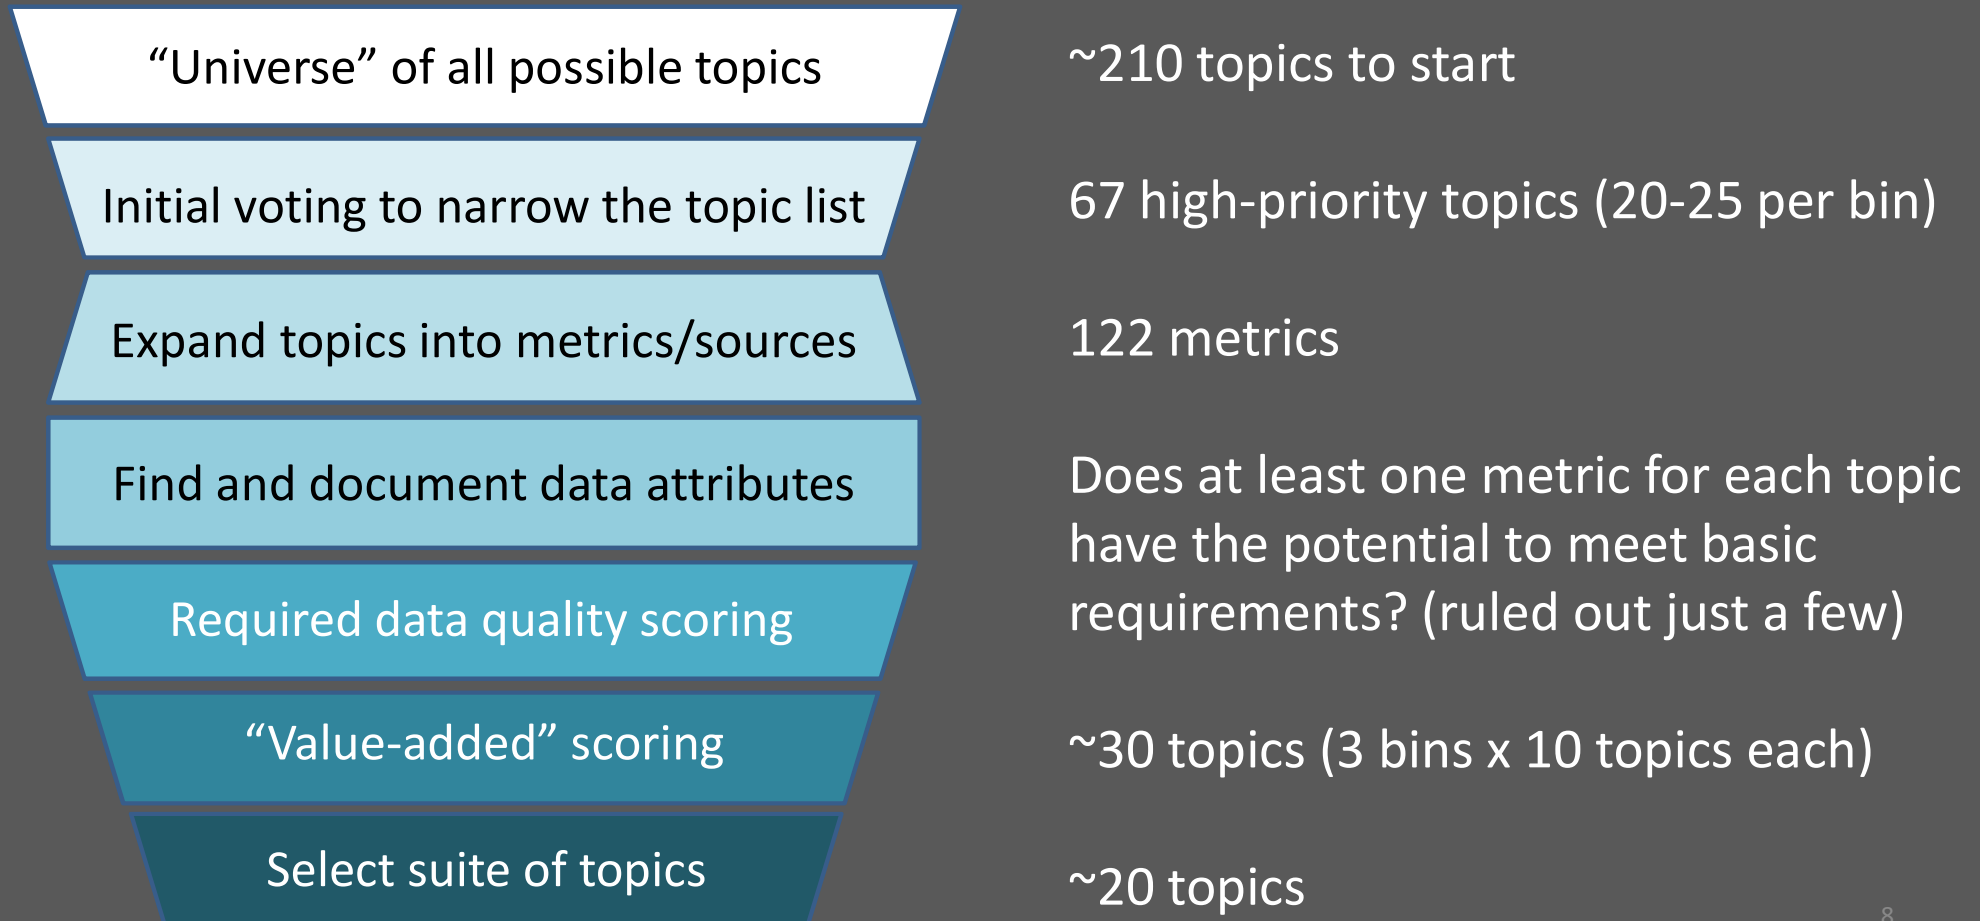 “Universe” of all possible topics
~210 topics to start
Initial voting to narrow the topic list
67 high-priority topics (20-25 per bin)
Expand topics into metrics/sources
122 metrics
Find and document data attributes
Does at least one metric for each topic
have the potential to meet basic
requirements? (ruled out just a few)
Required data quality scoring
“Value-added” scoring
~30 topics (3 bins x 10 topics each)
Select suite of topics
~20 topics
8